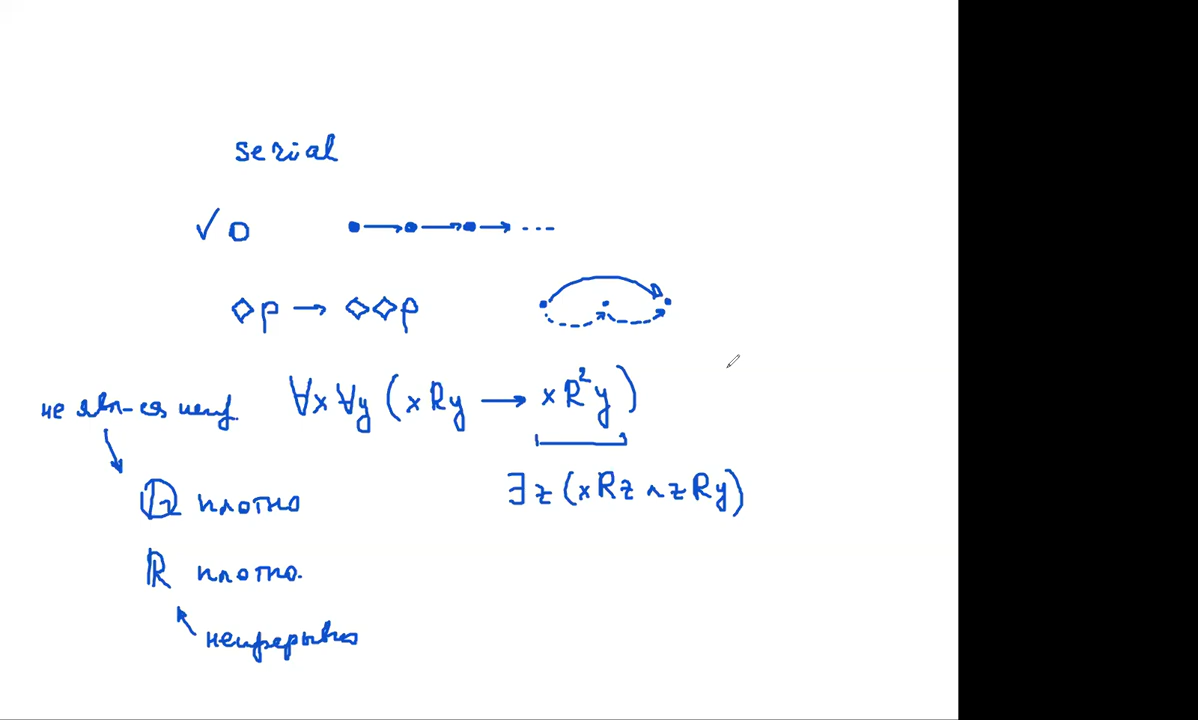 serial
✓ D • → • → • → ...
◇p → ◇◇p
не явл-ся непр. ∀x ∀y (xRy → xR²y)
∃z (xRz ∧ zRy)
ℚ плотно
ℝ плотно.
непрерывно